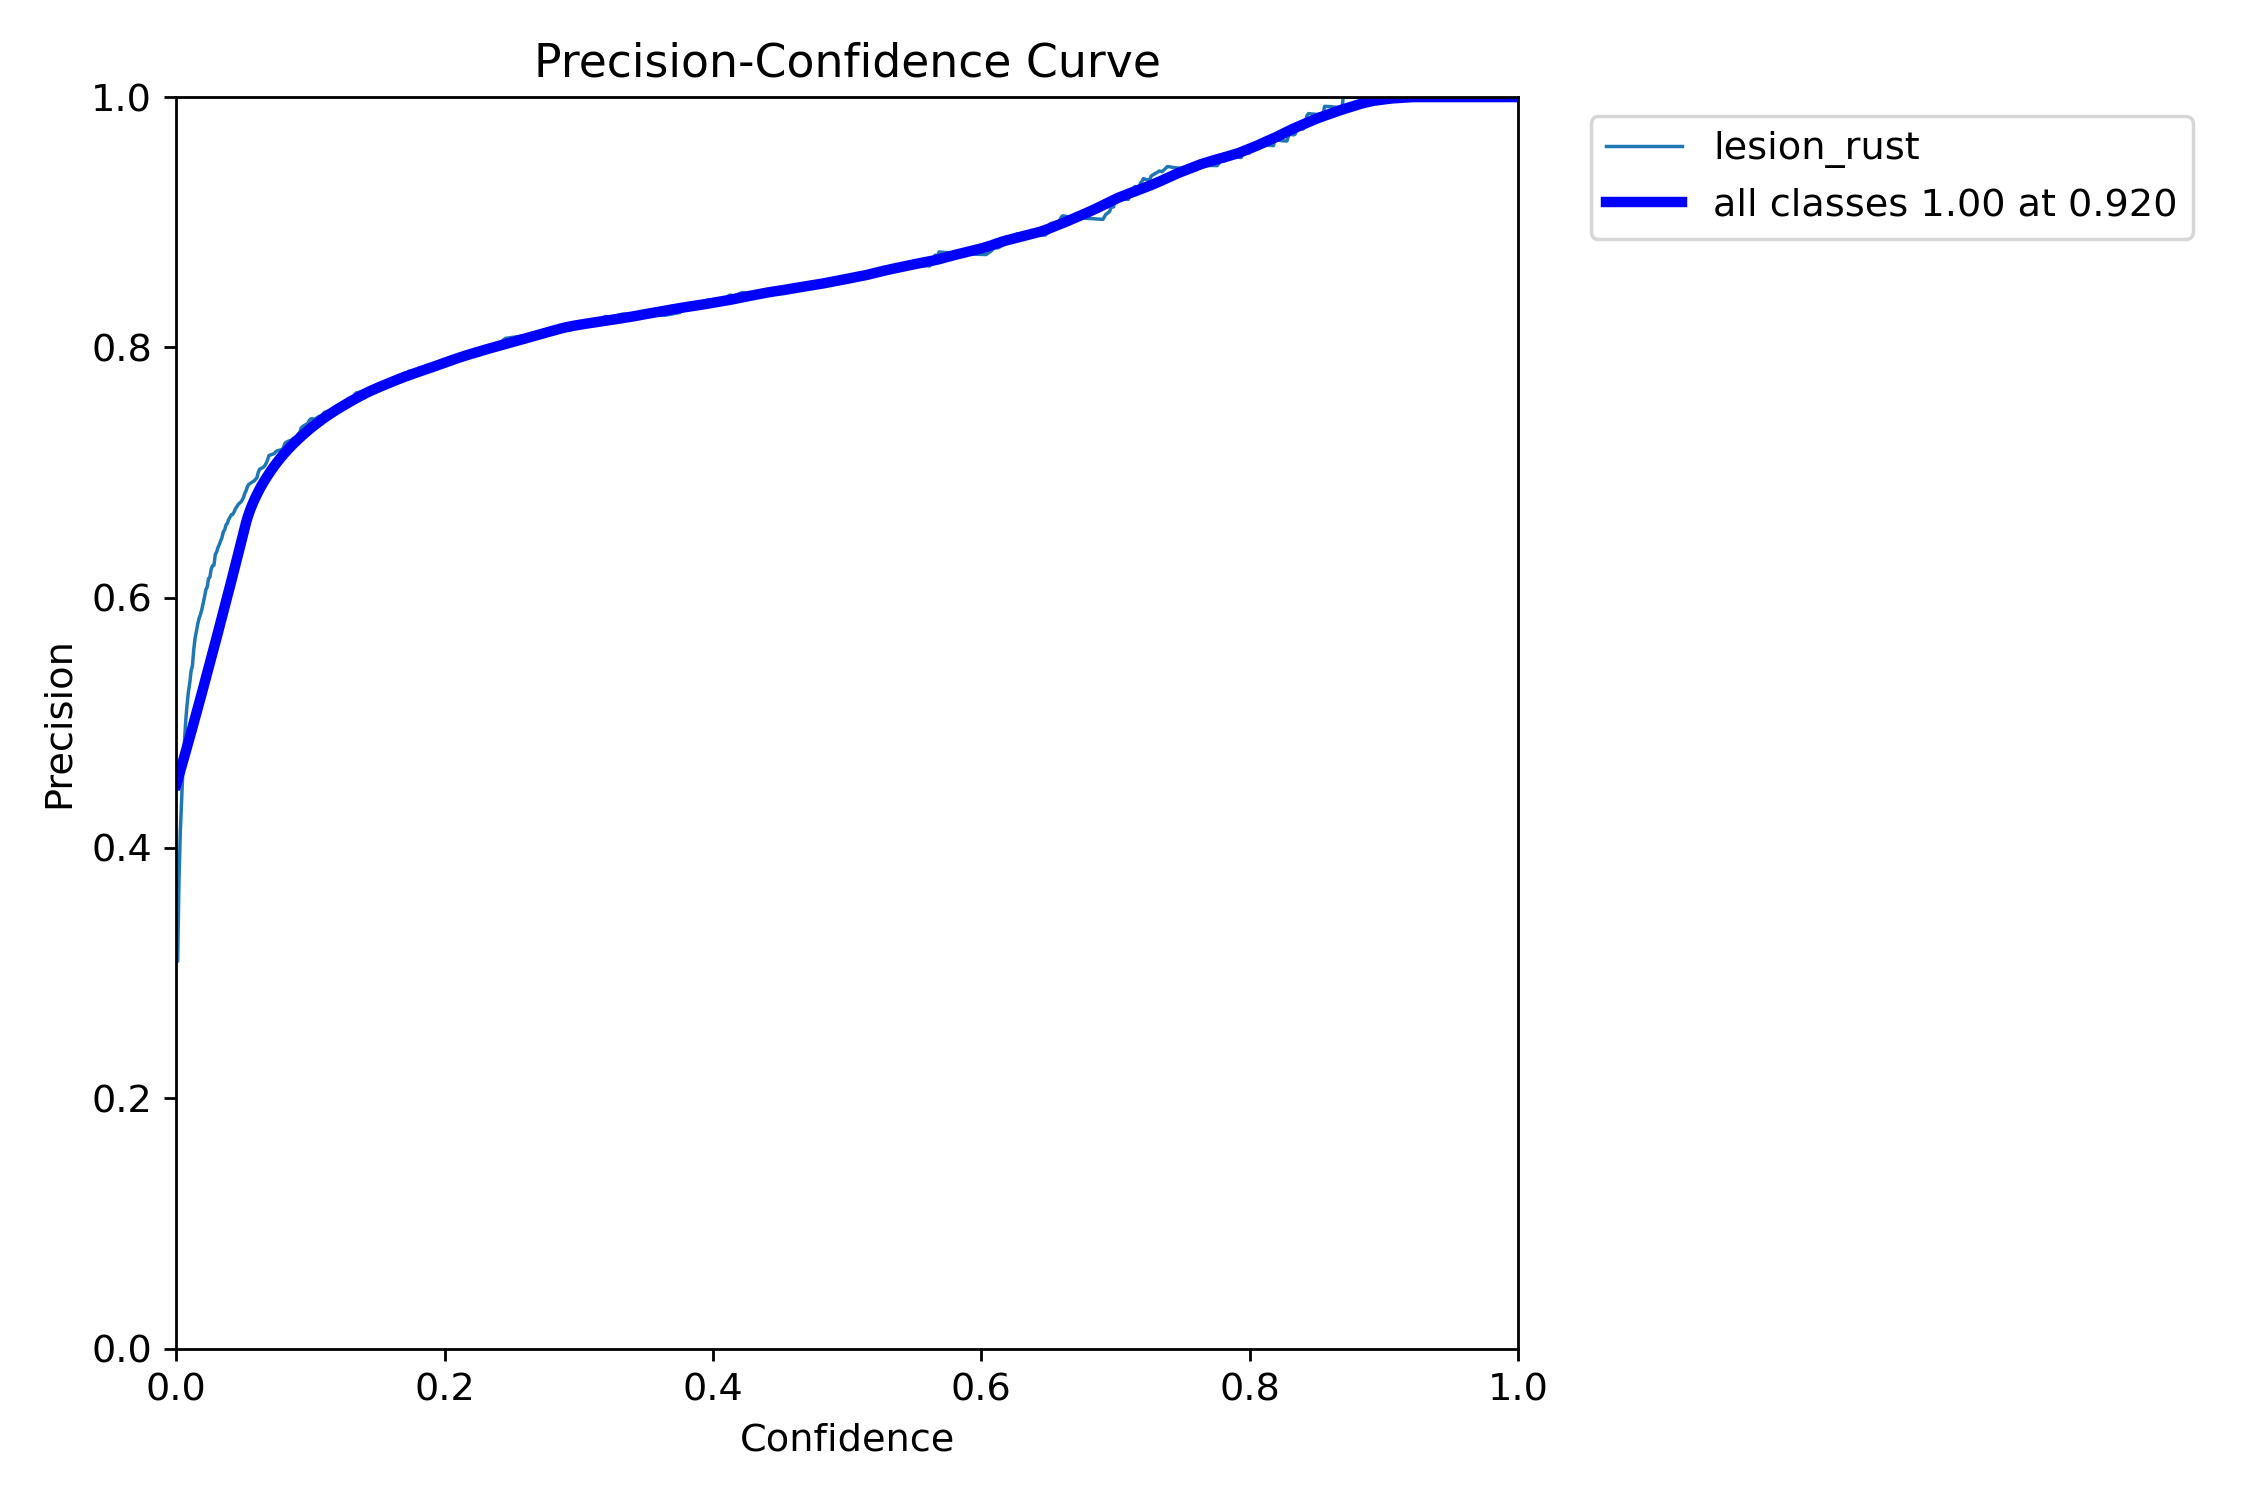 Precision-Confidence Curve
1.0
0.8
0.6
0.4
0.2
0.0
Precision
0.0 0.2 0.4 0.6 0.8 1.0
Confidence
lesion_rust
all classes 1.00 at 0.920